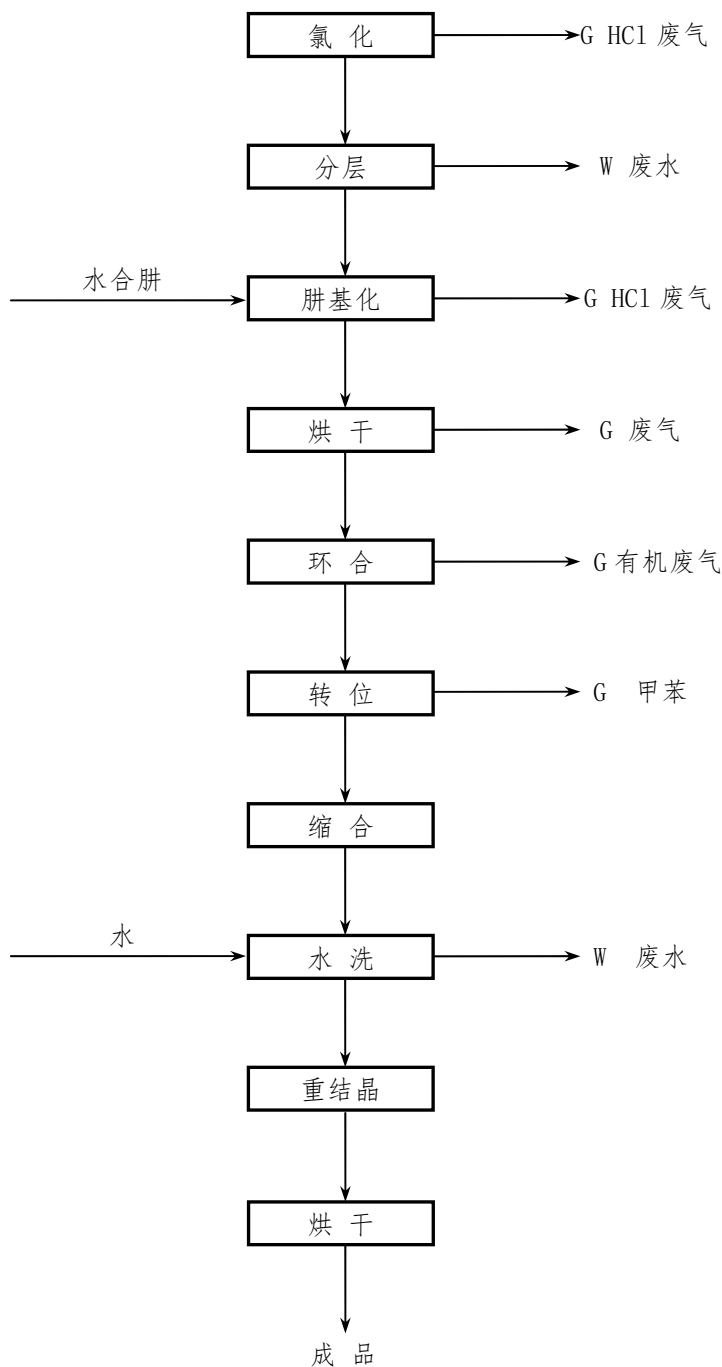 氯 化
G HCl 废气
分层
W 废水
水合肼
肼基化
G HCl 废气
烘 干
G 废气
环 合
G 有机废气
转 位
G 甲苯
缩 合
水
水 洗
W 废水
重结晶
烘 干
成 品